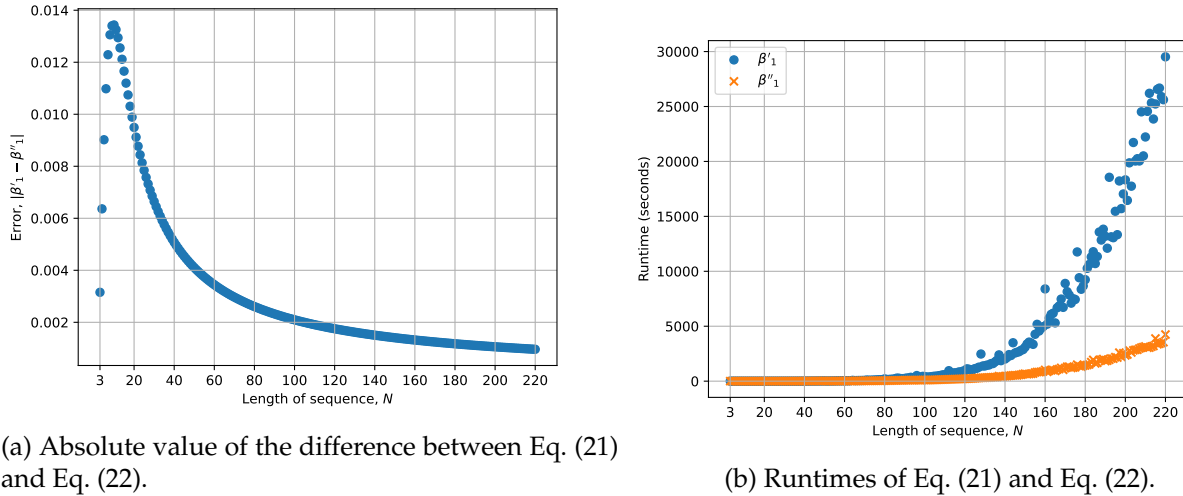 0.014
0.012
0.010
0.008
0.006
0.004
0.002
Error, |β′₁ − β″₁|
3 20 40 60 80 100 120 140 160 180 200 220
Length of sequence, N
(a) Absolute value of the difference between Eq. (21)
and Eq. (22).
β′₁
β″₁
30000
25000
20000
15000
10000
5000
0
Runtime (seconds)
3 20 40 60 80 100 120 140 160 180 200 220
Length of sequence, N
(b) Runtimes of Eq. (21) and Eq. (22).